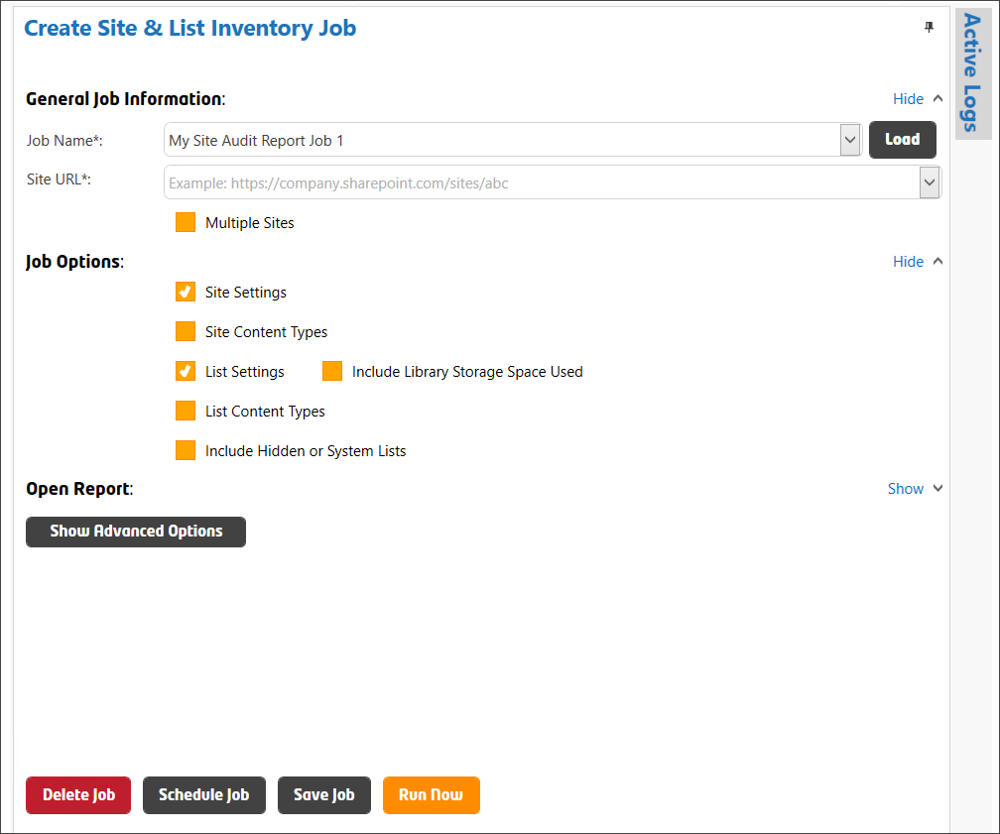 Create Site & List Inventory Job
Active Logs
General Job Information:
Hide
Job Name*:
My Site Audit Report Job 1
Load
Site URL*:
Example: https://company.sharepoint.com/sites/abc
Multiple Sites
Job Options:
Hide
Site Settings
Site Content Types
List Settings
Include Library Storage Space Used
List Content Types
Include Hidden or System Lists
Open Report:
Show
Show Advanced Options
Delete Job
Schedule Job
Save Job
Run Now